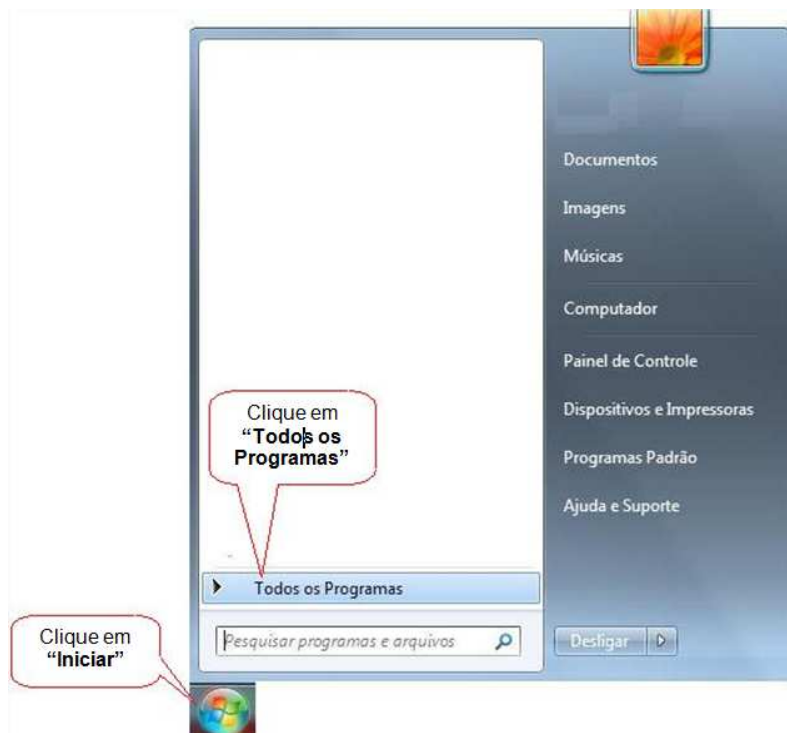 Documentos
Imagens
Músicas
Computador
Painel de Controle
Dispositivos e Impressoras
Programas Padrão
Ajuda e Suporte
Clique em
“Todos os
Programas”
Todos os Programas
Pesquisar programas e arquivos
Desligar
Clique em
“Iniciar”